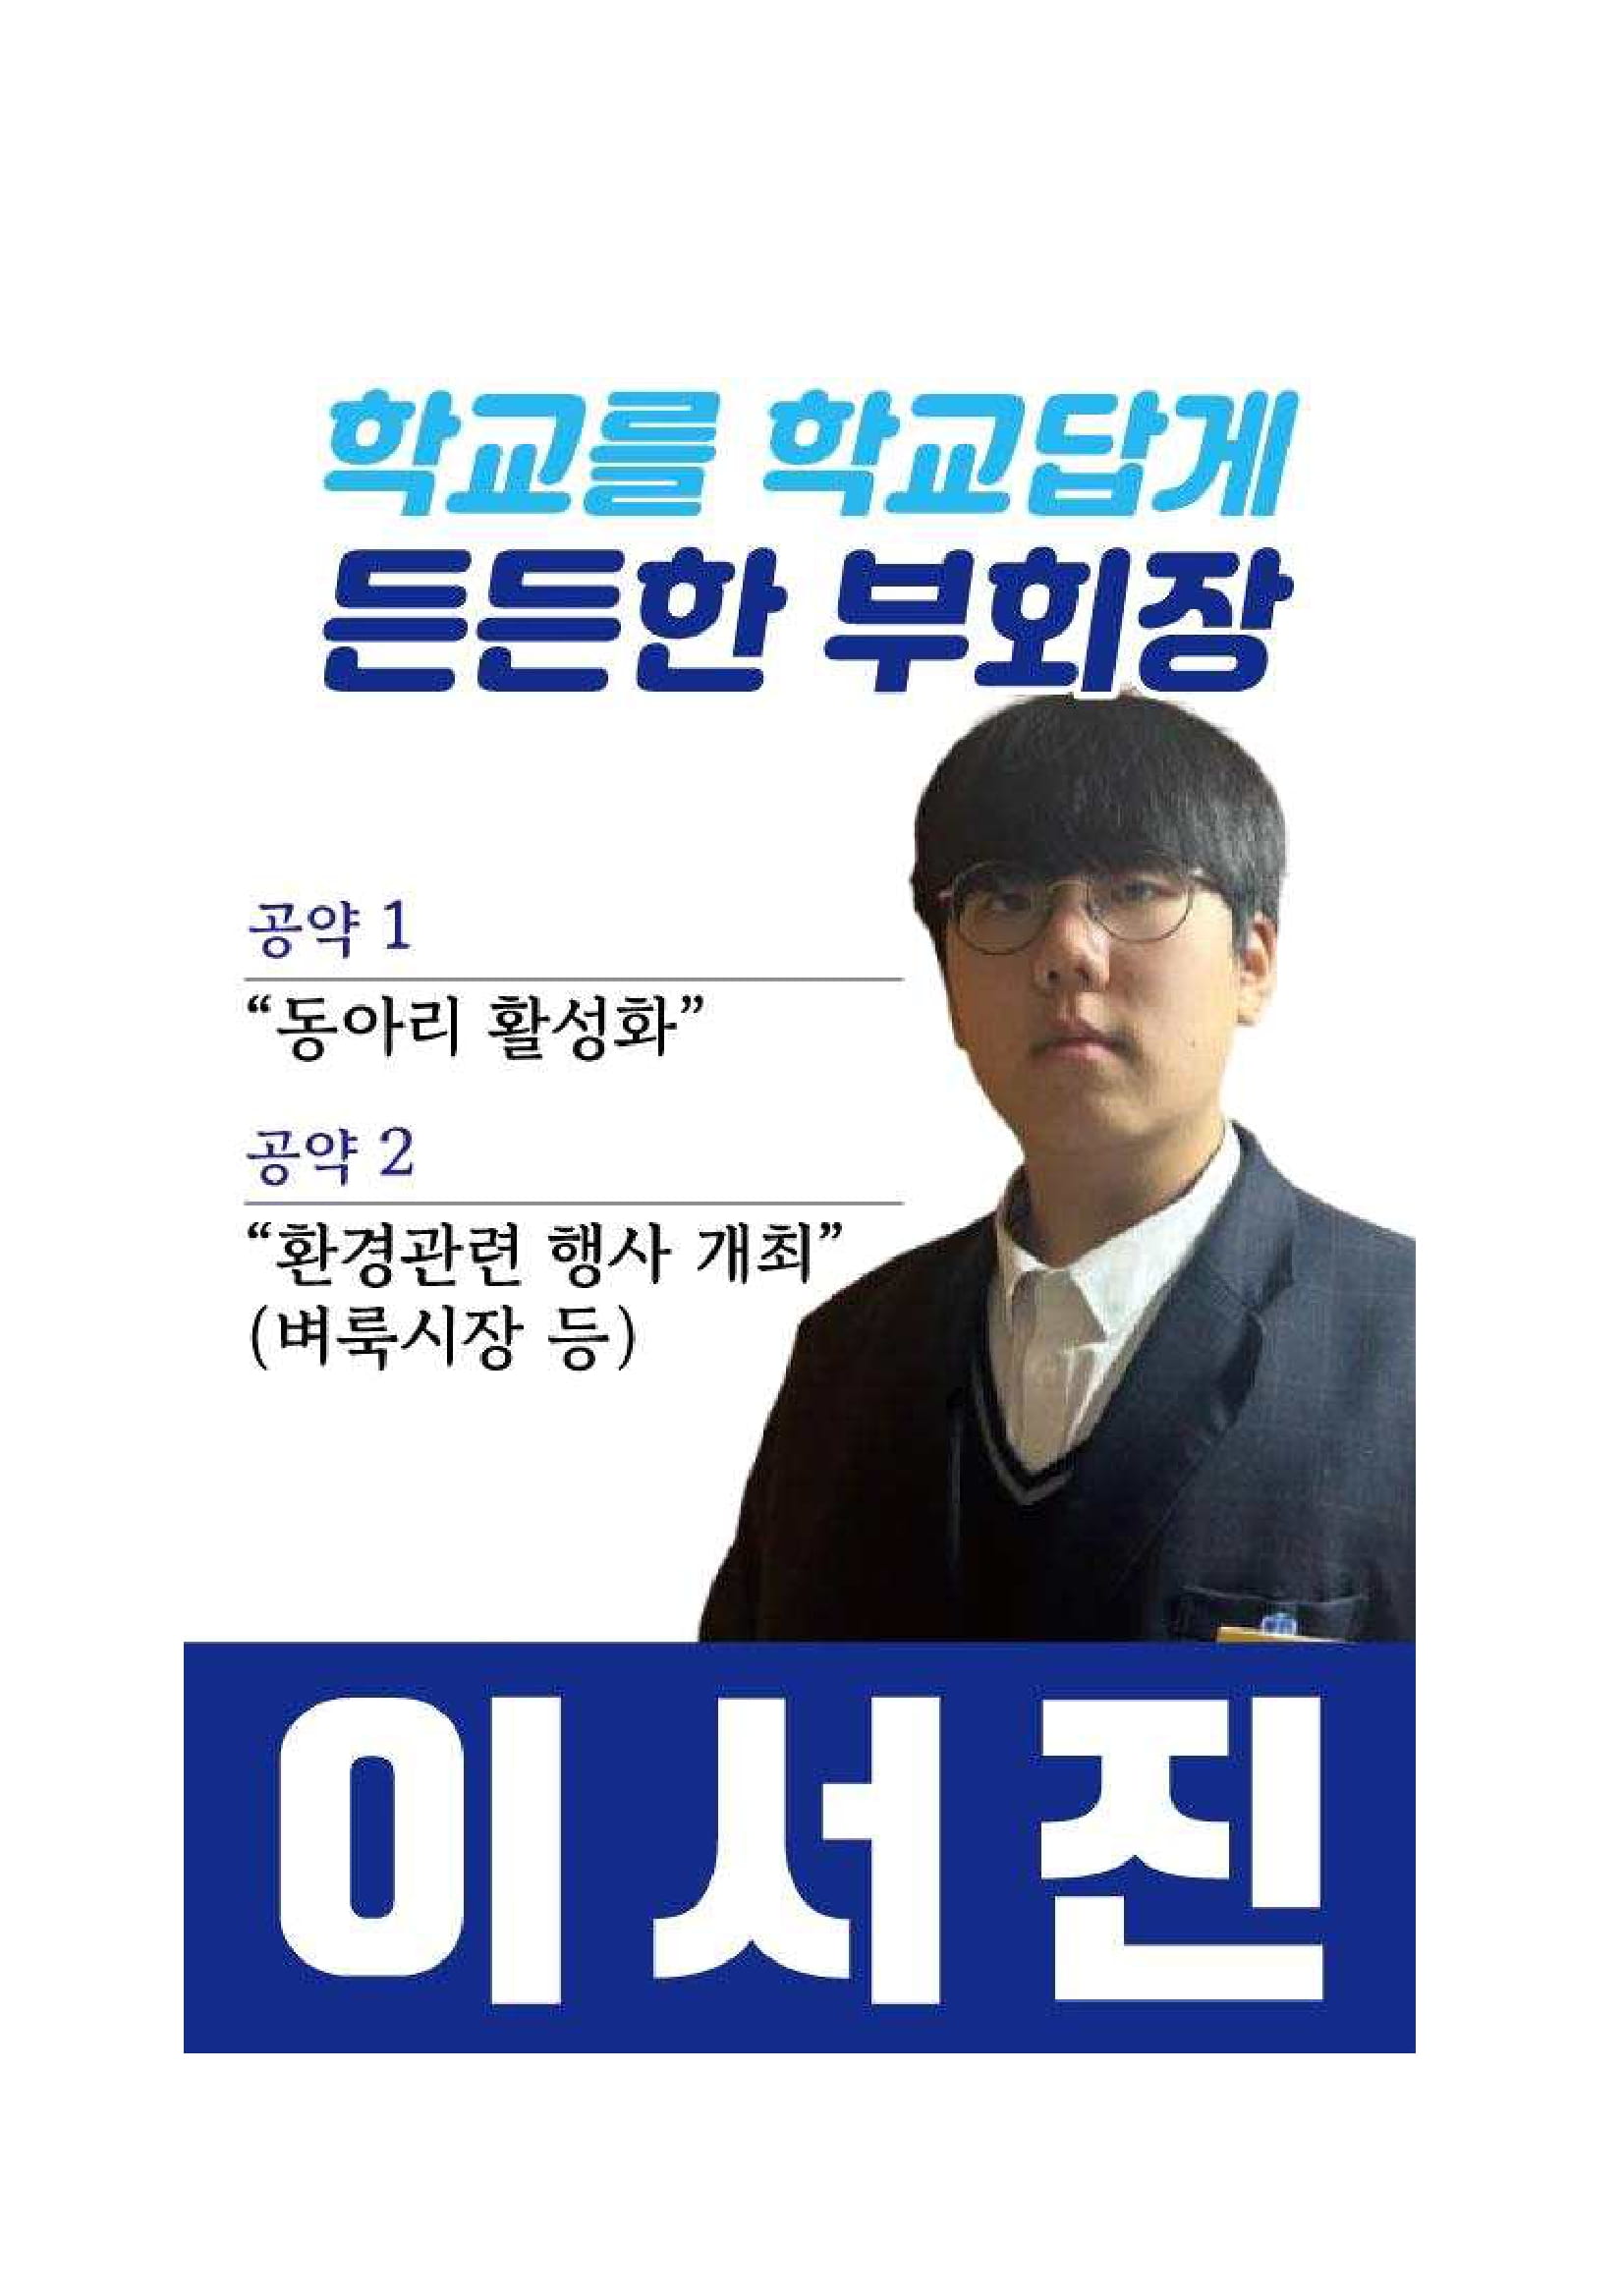 학교를 학교답게
든든한 부회장
공약 1
“동아리 활성화”
공약 2
“환경관련 행사 개최”
(벼룩시장 등)
이서진